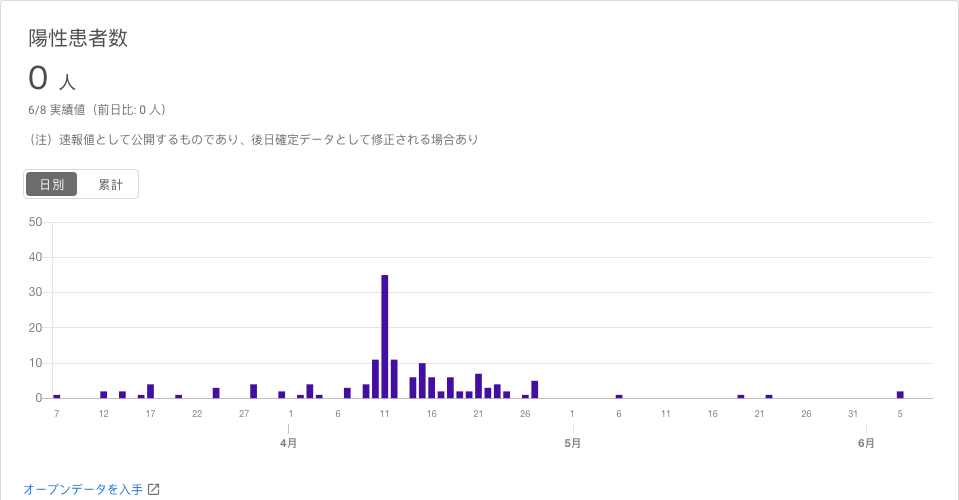 陽性患者数
0 人
6/8 実績値（前日比: 0 人）
（注）速報値として公開するものであり、後日確定データとして修正される場合あり
日別 累計
50
40
30
20
10
0
7 12 17 22 27 1 6 11 16 21 26 1 6 11 16 21 26 31 5
4月 5月 6月
オープンデータを入手